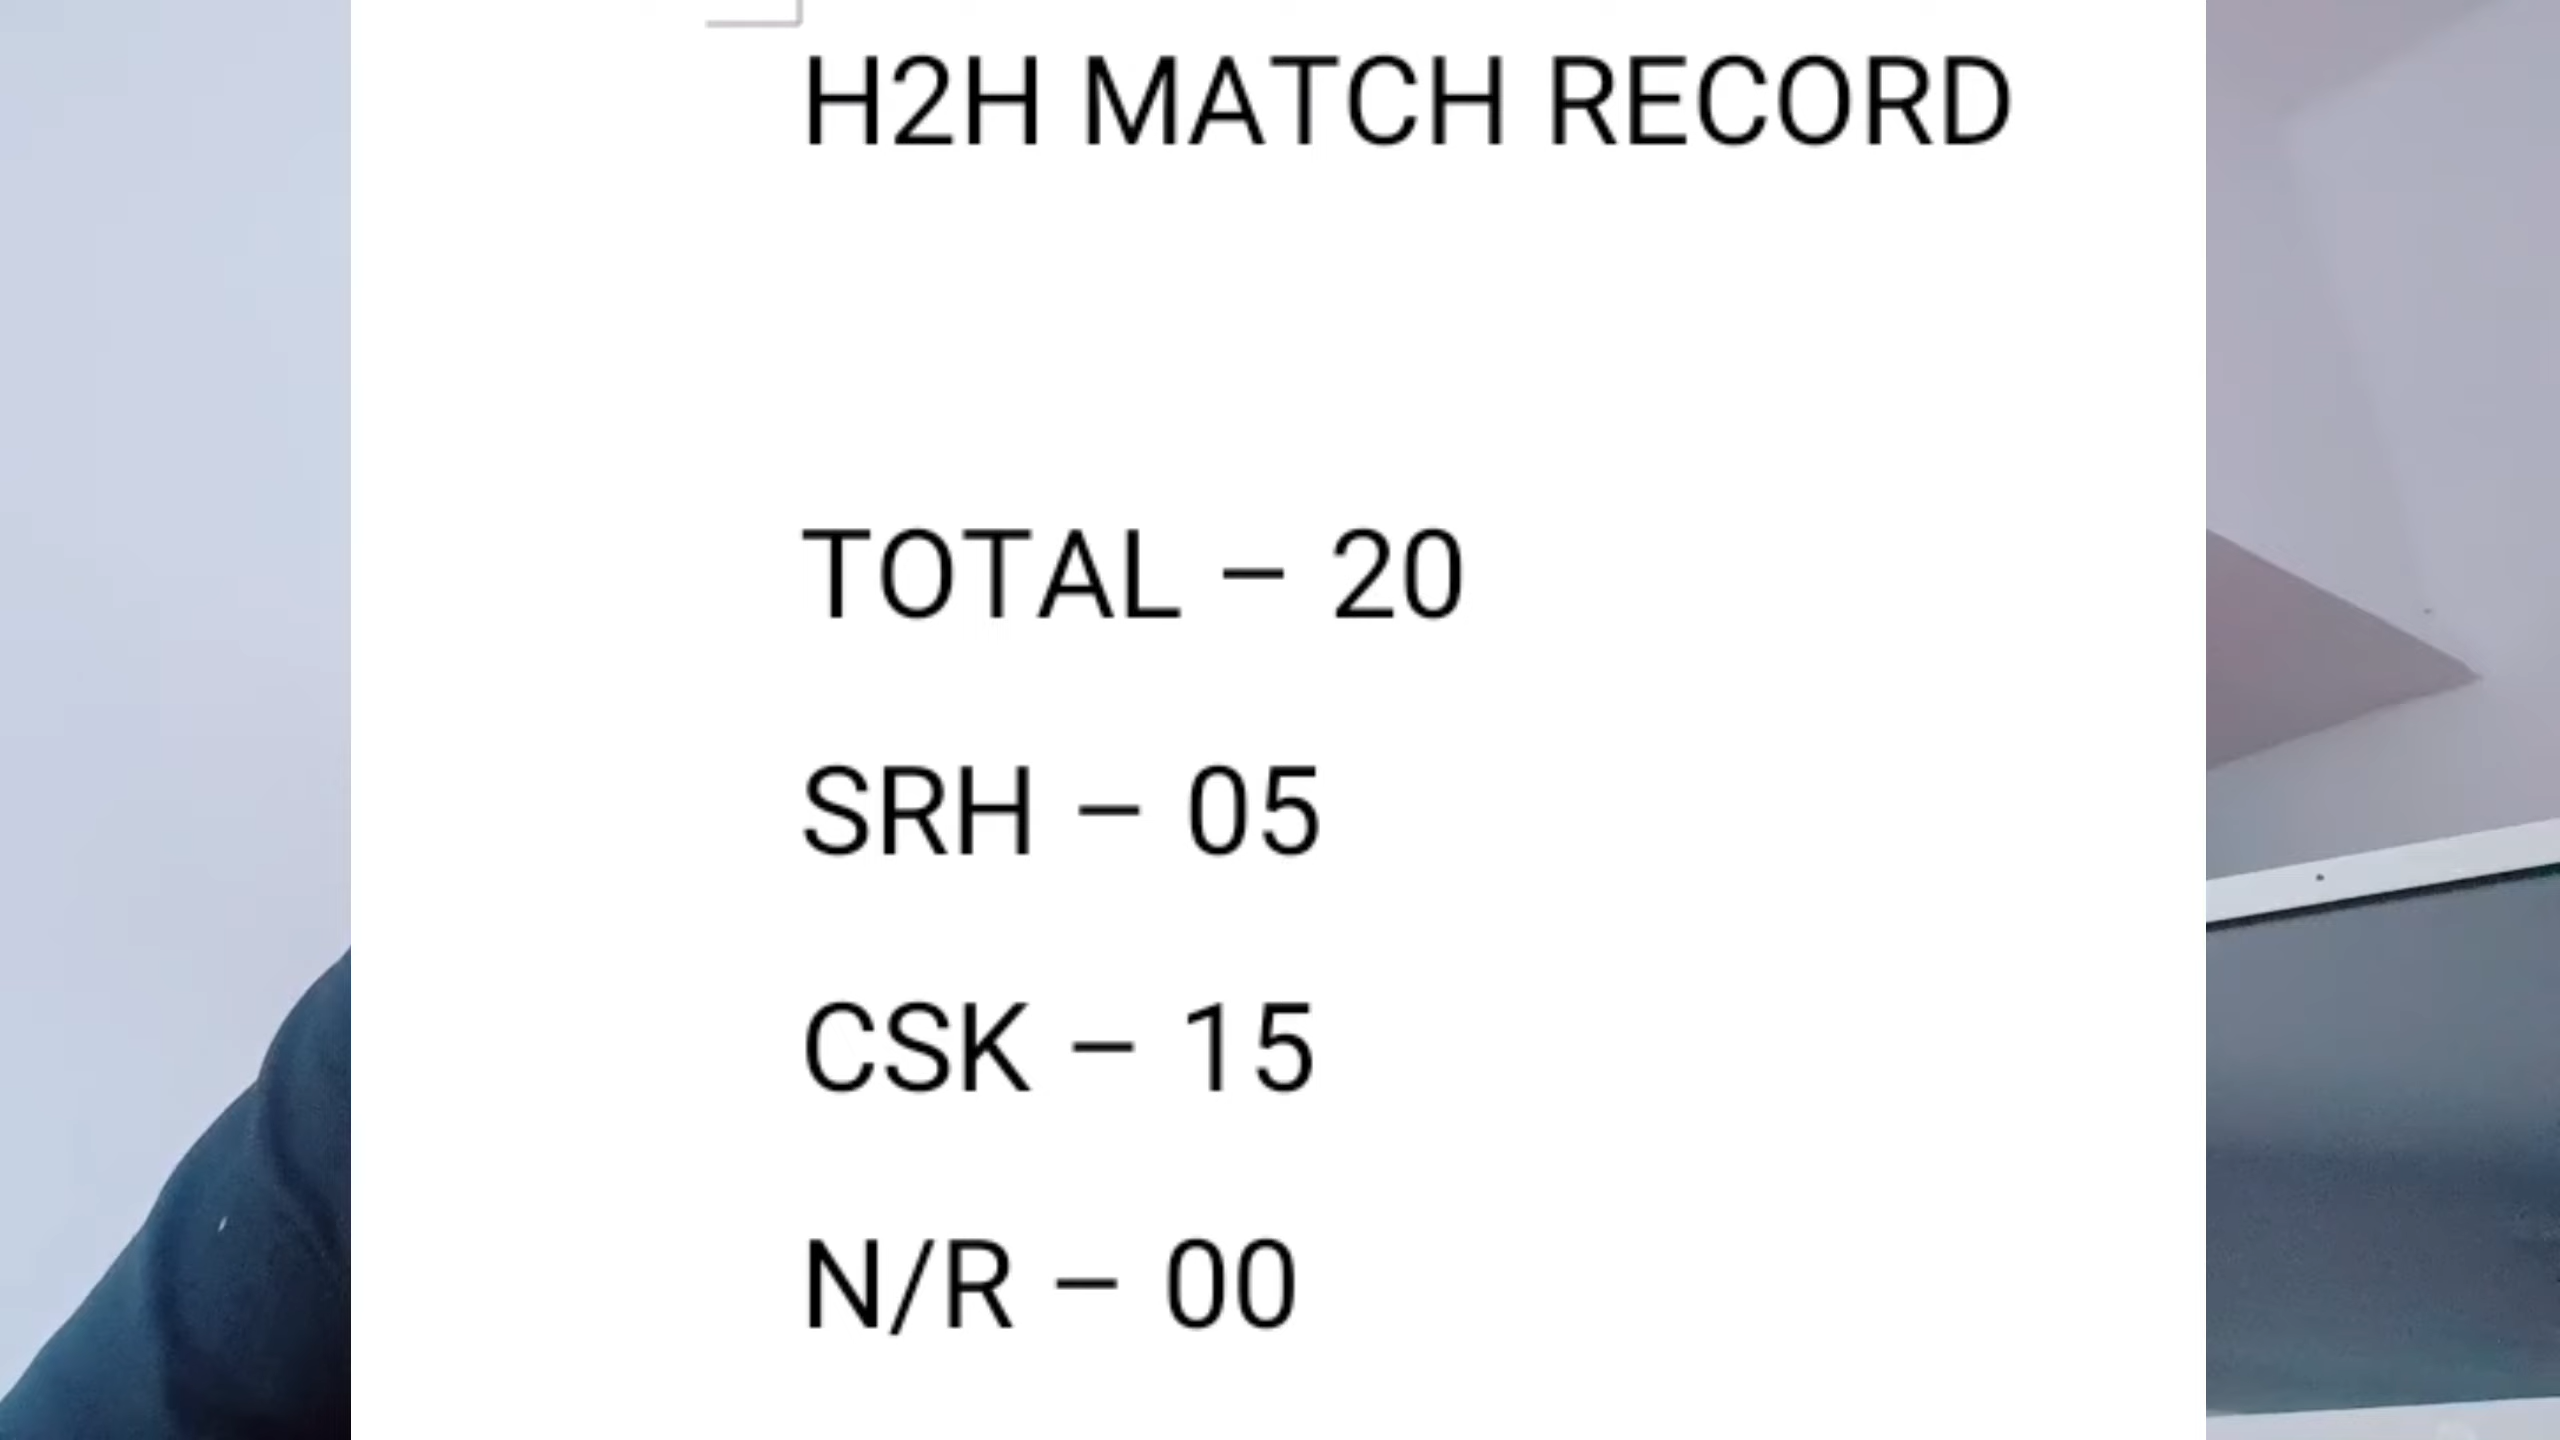 H2H MATCH RECORD
TOTAL – 20
SRH – 05
CSK – 15
N/R – 00